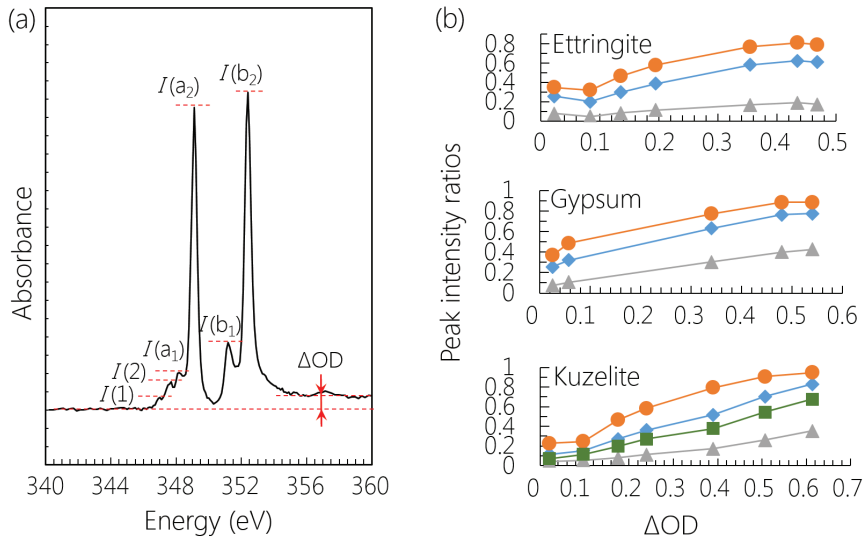 (a)
I(a2)
I(b2)
I(a1)
I(2)
I(1)
I(b1)
ΔOD
Absorbance
340 344 348 352 356 360
Energy (eV)
(b)
Peak intensity ratios
Ettringite
0.8
0.6
0.4
0.2
0
0 0.1 0.2 0.3 0.4 0.5
Gypsum
1
0.8
0.6
0.4
0.2
0
0 0.1 0.2 0.3 0.4 0.5 0.6
Kuzelite
1
0.8
0.6
0.4
0.2
0
0 0.1 0.2 0.3 0.4 0.5 0.6 0.7
ΔOD